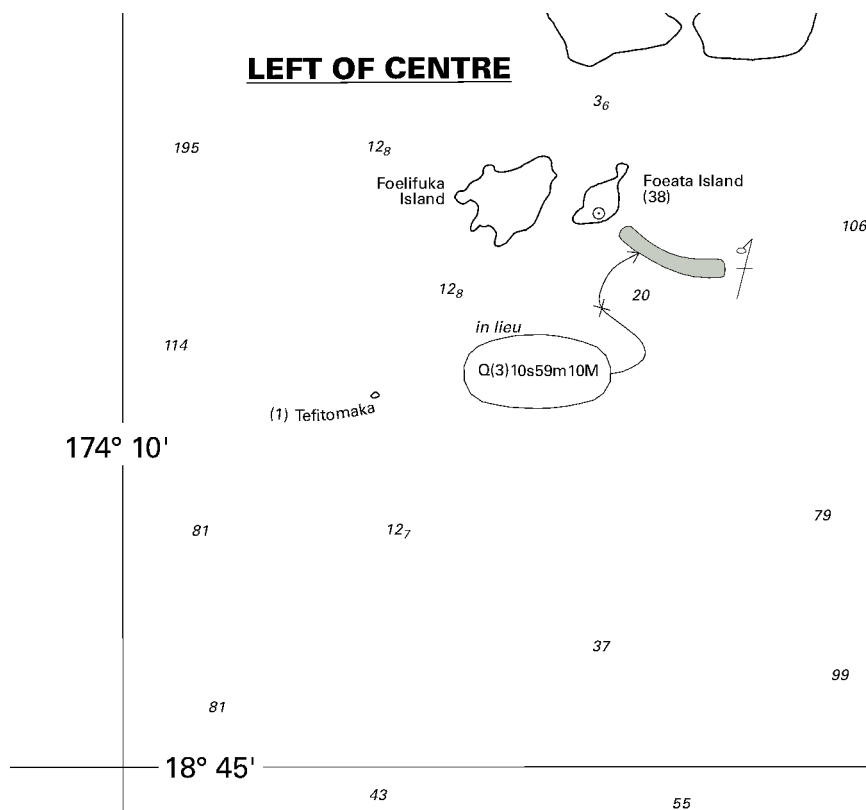 LEFT OF CENTRE
3₆
195
12₈
Foelifuka
Island
Foeata Island
(38)
106
12₈
20
in lieu
114
Q(3)10s59m10M
(1) Tefitomaka
174° 10'
81
12₇
79
37
99
81
18° 45'
43
55